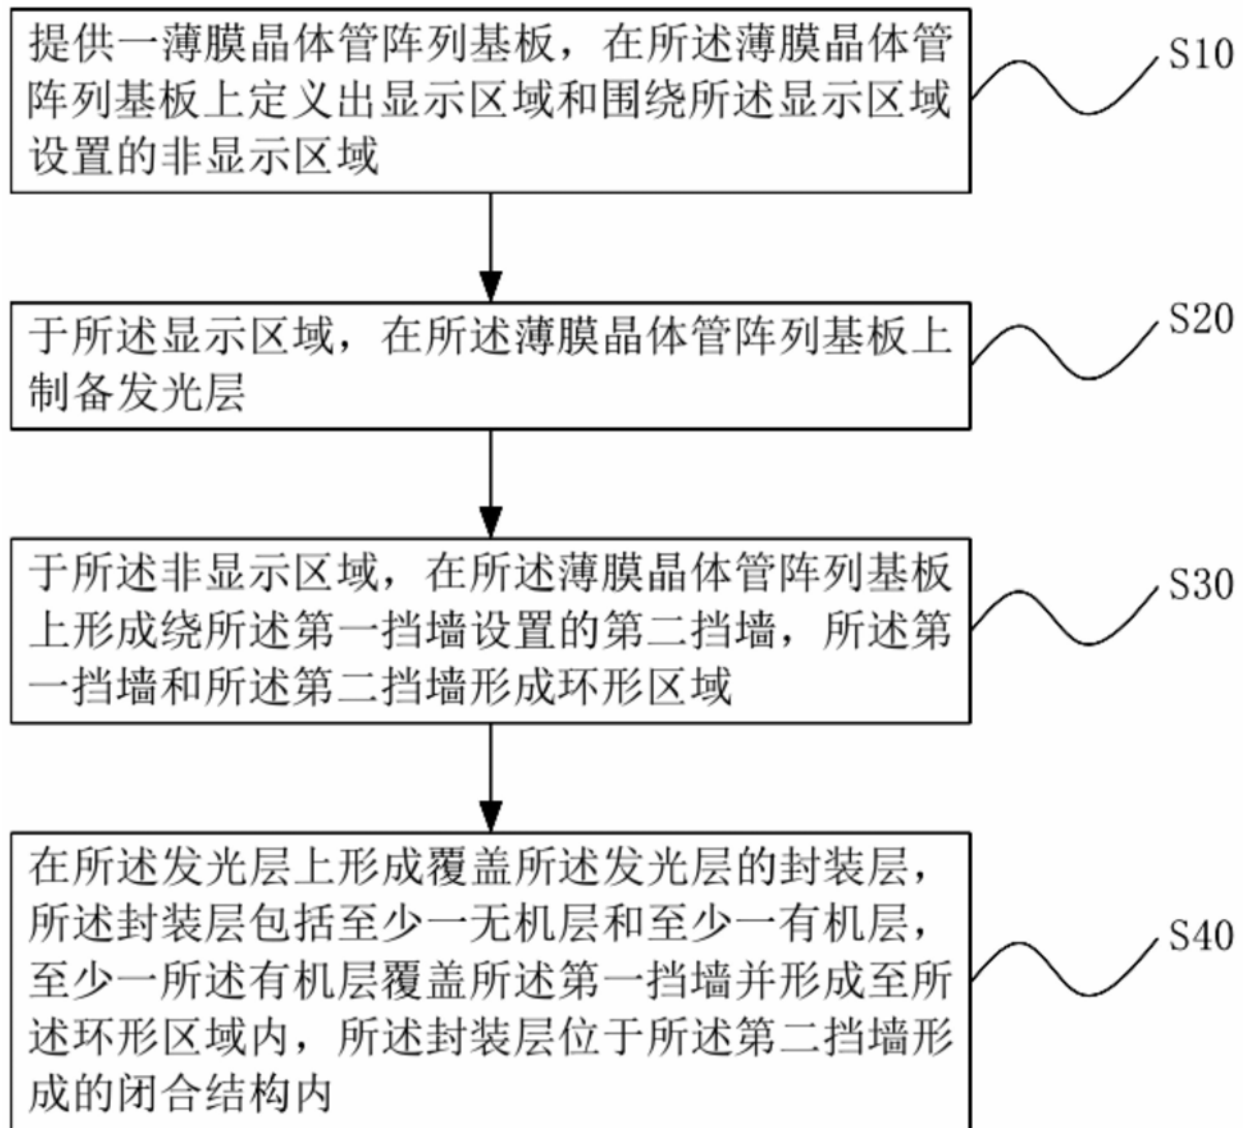 提供一薄膜晶体管阵列基板，在所述薄膜晶体管
阵列基板上定义出显示区域和围绕所述显示区域
设置的非显示区域
S10
于所述显示区域，在所述薄膜晶体管阵列基板上
制备发光层
S20
于所述非显示区域，在所述薄膜晶体管阵列基板
上形成绕所述第一挡墙设置的第二挡墙，所述第
一挡墙和所述第二挡墙形成环形区域
S30
在所述发光层上形成覆盖所述发光层的封装层，
所述封装层包括至少一无机层和至少一有机层，
至少一所述有机层覆盖所述第一挡墙并形成至所
述环形区域内，所述封装层位于所述第二挡墙形
成的闭合结构内
S40